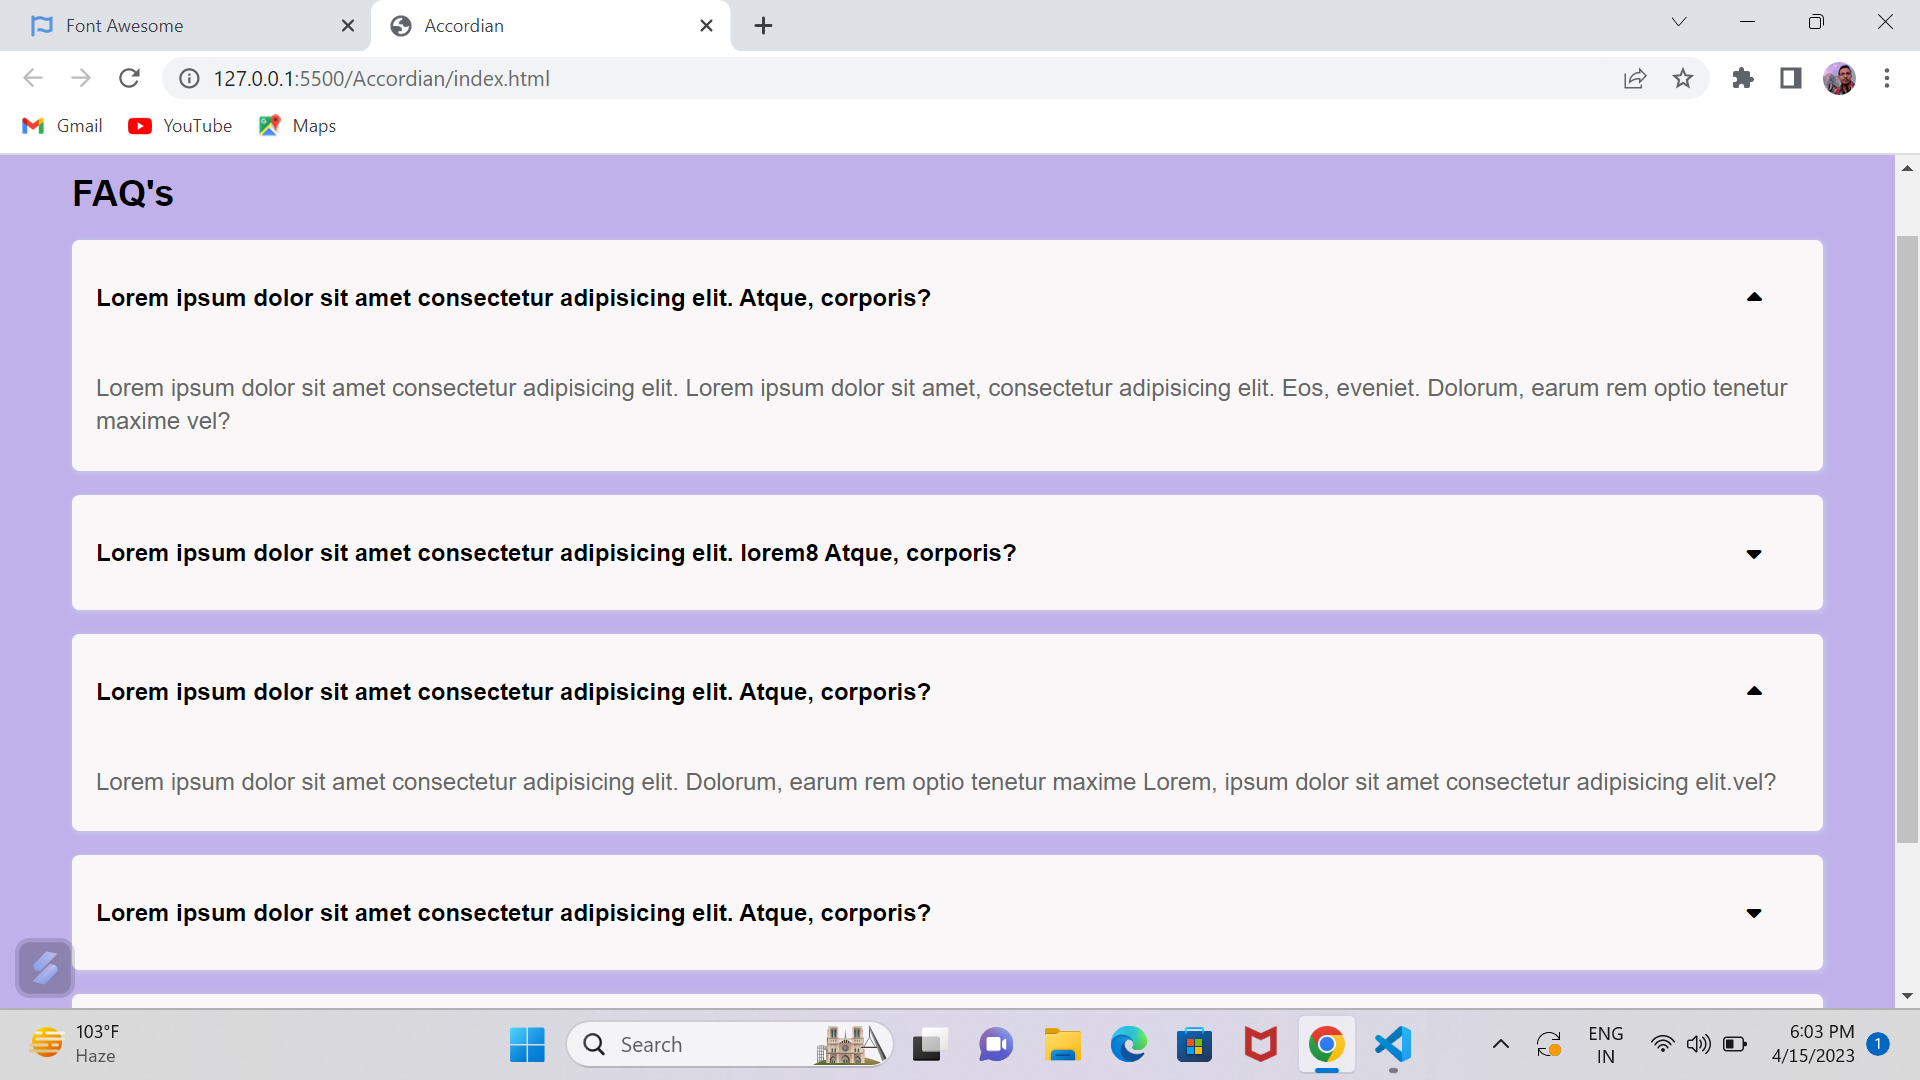 Font Awesome
Accordian
127.0.0.1:5500/Accordian/index.html
Gmail
YouTube
Maps
FAQ's
Lorem ipsum dolor sit amet consectetur adipisicing elit. Atque, corporis?
Lorem ipsum dolor sit amet consectetur adipisicing elit. Lorem ipsum dolor sit amet, consectetur adipisicing elit. Eos, eveniet. Dolorum, earum rem optio tenetur
maxime vel?
Lorem ipsum dolor sit amet consectetur adipisicing elit. lorem8 Atque, corporis?
Lorem ipsum dolor sit amet consectetur adipisicing elit. Atque, corporis?
Lorem ipsum dolor sit amet consectetur adipisicing elit. Dolorum, earum rem optio tenetur maxime Lorem, ipsum dolor sit amet consectetur adipisicing elit.vel?
Lorem ipsum dolor sit amet consectetur adipisicing elit. Atque, corporis?
103°F
Haze
Search
ENG
IN
6:03 PM
4/15/2023
1